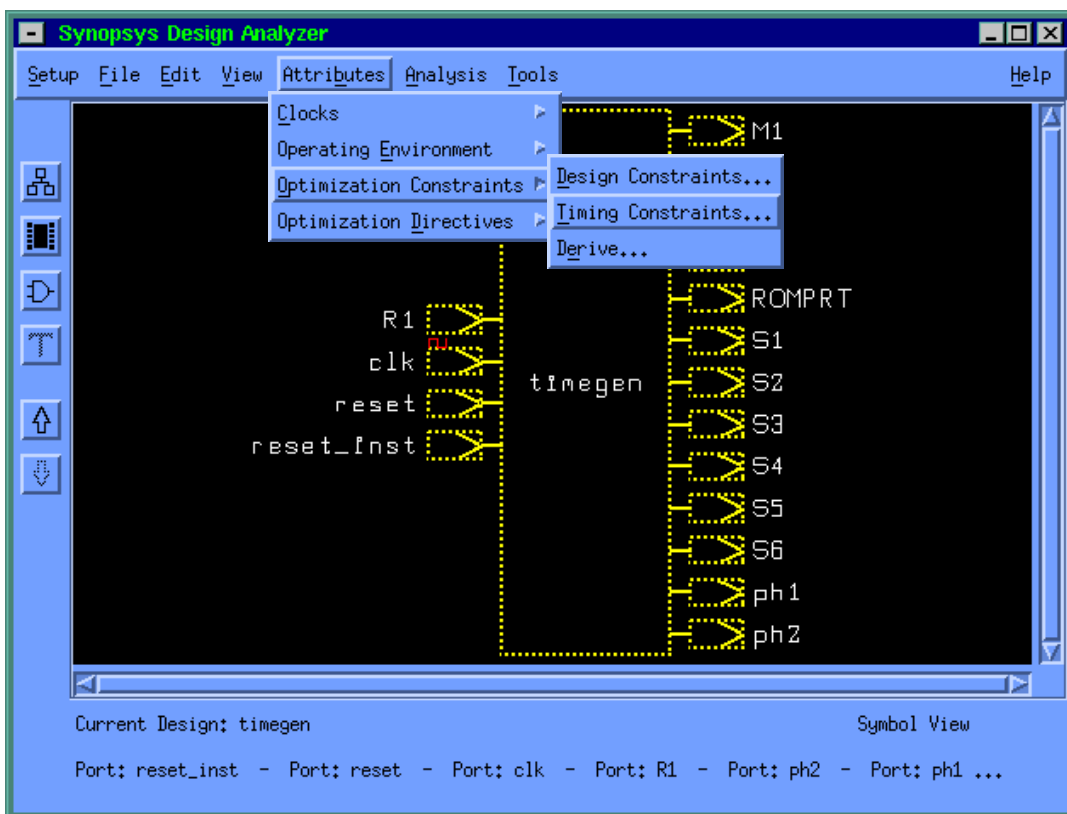 Synopsys Design Analyzer
Setup File Edit View Attributes Analysis Tools Help
Clocks
Operating Environment
Optimization Constraints
Optimization Directives
Design Constraints...
Timing Constraints...
Derive...
M1
ROMPRT
S1
S2
S3
S4
S5
S6
ph1
ph2
R1
clk
reset
reset_inst
timegen
Current Design: timegen Symbol View
Port: reset_inst - Port: reset - Port: clk - Port: R1 - Port: ph2 - Port: ph1 ...